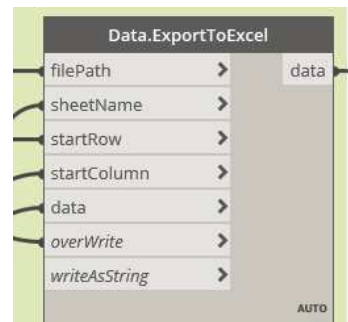 Data.ExportToExcel
filePath > data
sheetName >
startRow >
startColumn >
data >
overWrite >
writeAsString >
AUTO